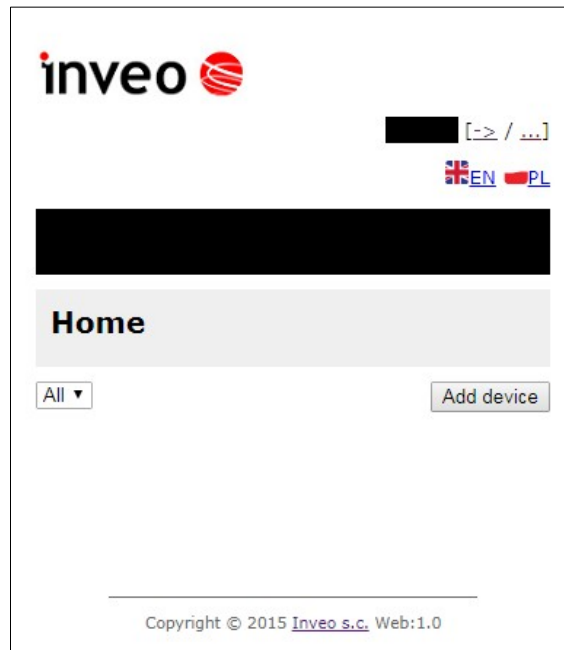 inveo
[-> / ...]
EN PL
Home
All ▼ Add device
Copyright © 2015 Inveo s.c. Web:1.0